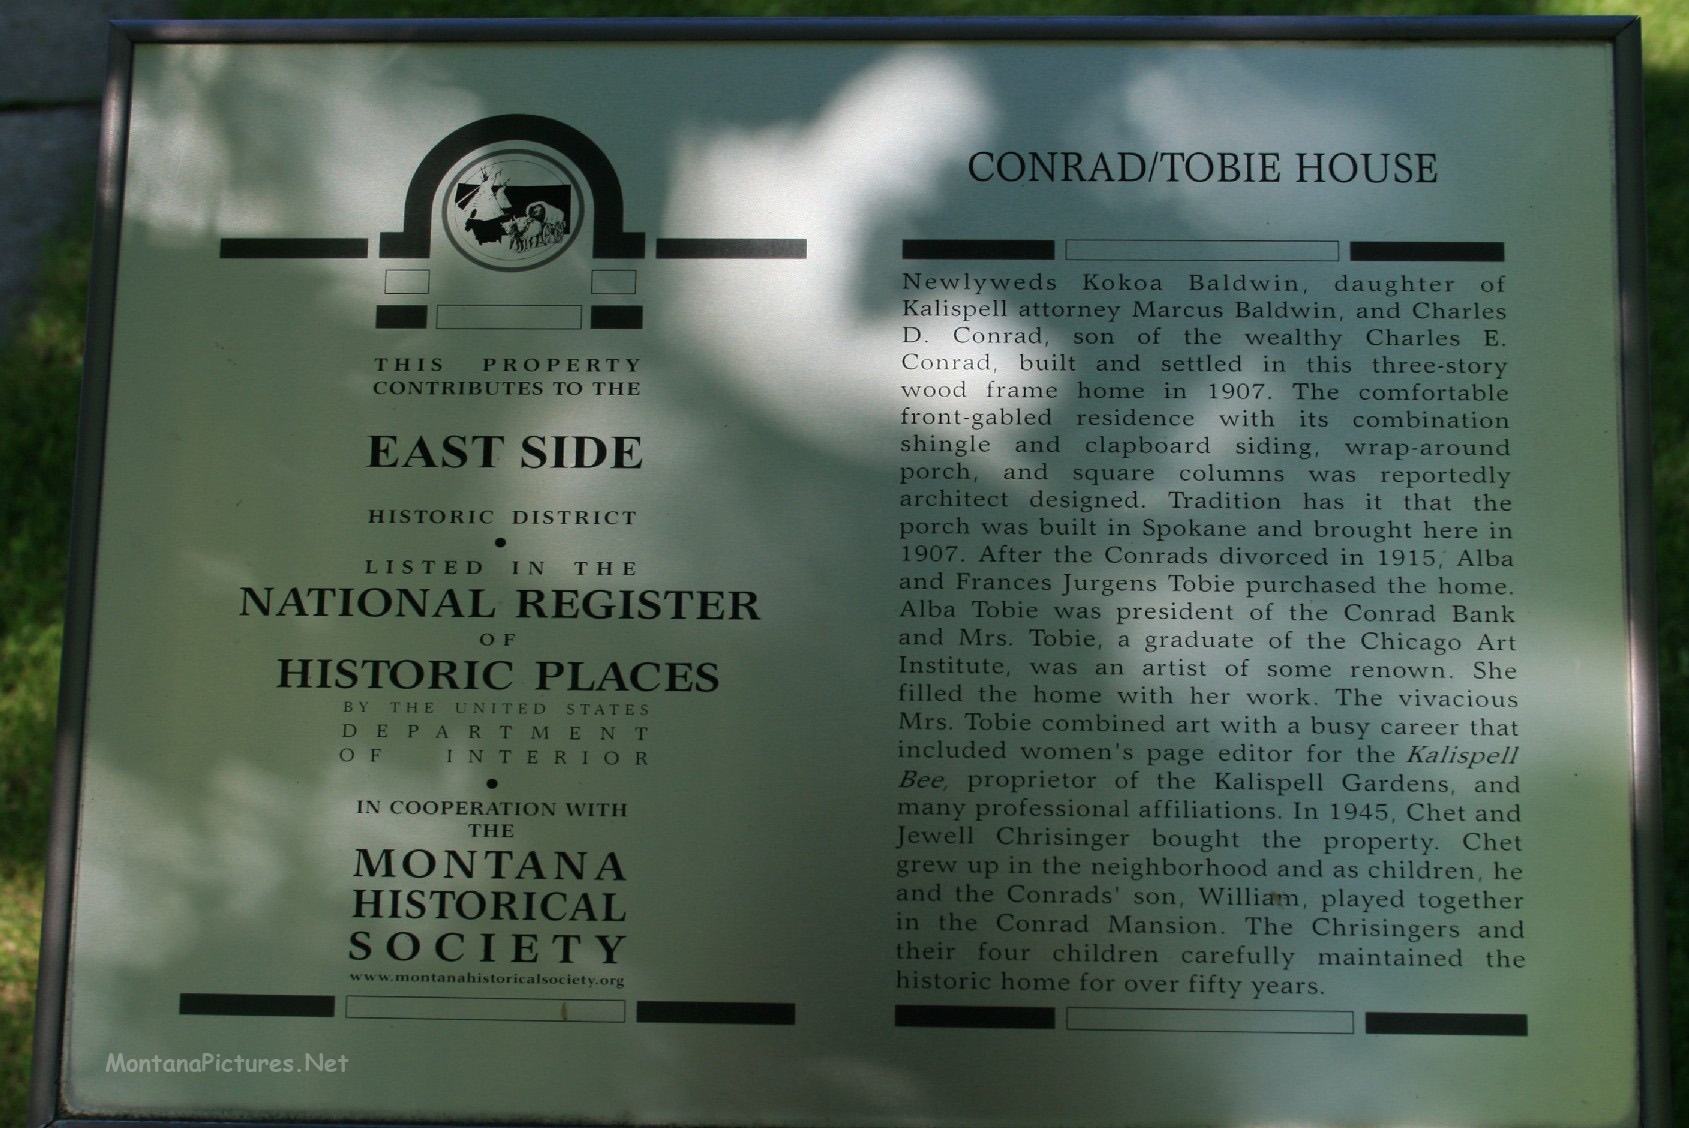 THIS PROPERTY
CONTRIBUTES TO THE
EAST SIDE
HISTORIC DISTRICT
•
LISTED IN THE
NATIONAL REGISTER
OF
HISTORIC PLACES
BY THE UNITED STATES
DEPARTMENT
OF INTERIOR
•
IN COOPERATION WITH
THE
MONTANA
HISTORICAL
SOCIETY
www.montanahistoricalsociety.org
CONRAD/TOBIE HOUSE
Newlyweds Kokoa Baldwin, daughter of
Kalispell attorney Marcus Baldwin, and Charles
D. Conrad, son of the wealthy Charles E.
Conrad, built and settled in this three-story
wood frame home in 1907. The comfortable
front-gabled residence with its combination
shingle and clapboard siding, wrap-around
porch, and square columns was reportedly
architect designed. Tradition has it that the
porch was built in Spokane and brought here in
1907. After the Conrads divorced in 1915, Alba
and Frances Jurgens Tobie purchased the home.
Alba Tobie was president of the Conrad Bank
and Mrs. Tobie, a graduate of the Chicago Art
Institute, was an artist of some renown. She
filled the home with her work. The vivacious
Mrs. Tobie combined art with a busy career that
included women's page editor for the Kalispell
Bee, proprietor of the Kalispell Gardens, and
many professional affiliations. In 1945, Chet and
Jewell Chrisinger bought the property. Chet
grew up in the neighborhood and as children, he
and the Conrads' son, William, played together
in the Conrad Mansion. The Chrisingers and
their four children carefully maintained the
historic home for over fifty years.
MontanaPictures.Net